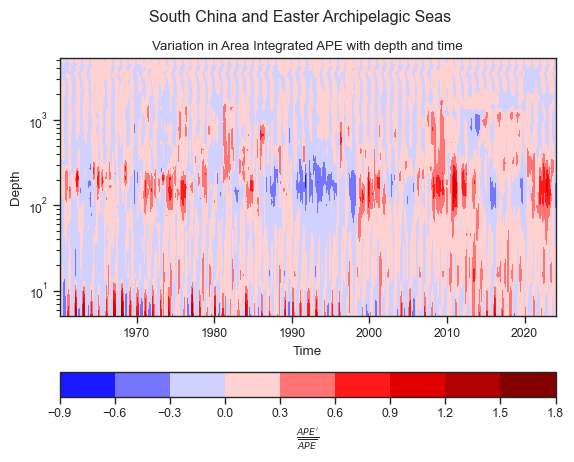 South China and Easter Archipelagic Seas
Variation in Area Integrated APE with depth and time
Depth
10³
10²
10¹
1970 1980 1990 2000 2010 2020
Time
−0.9 −0.6 −0.3 0.0 0.3 0.6 0.9 1.2 1.5 1.8
APE′
APE